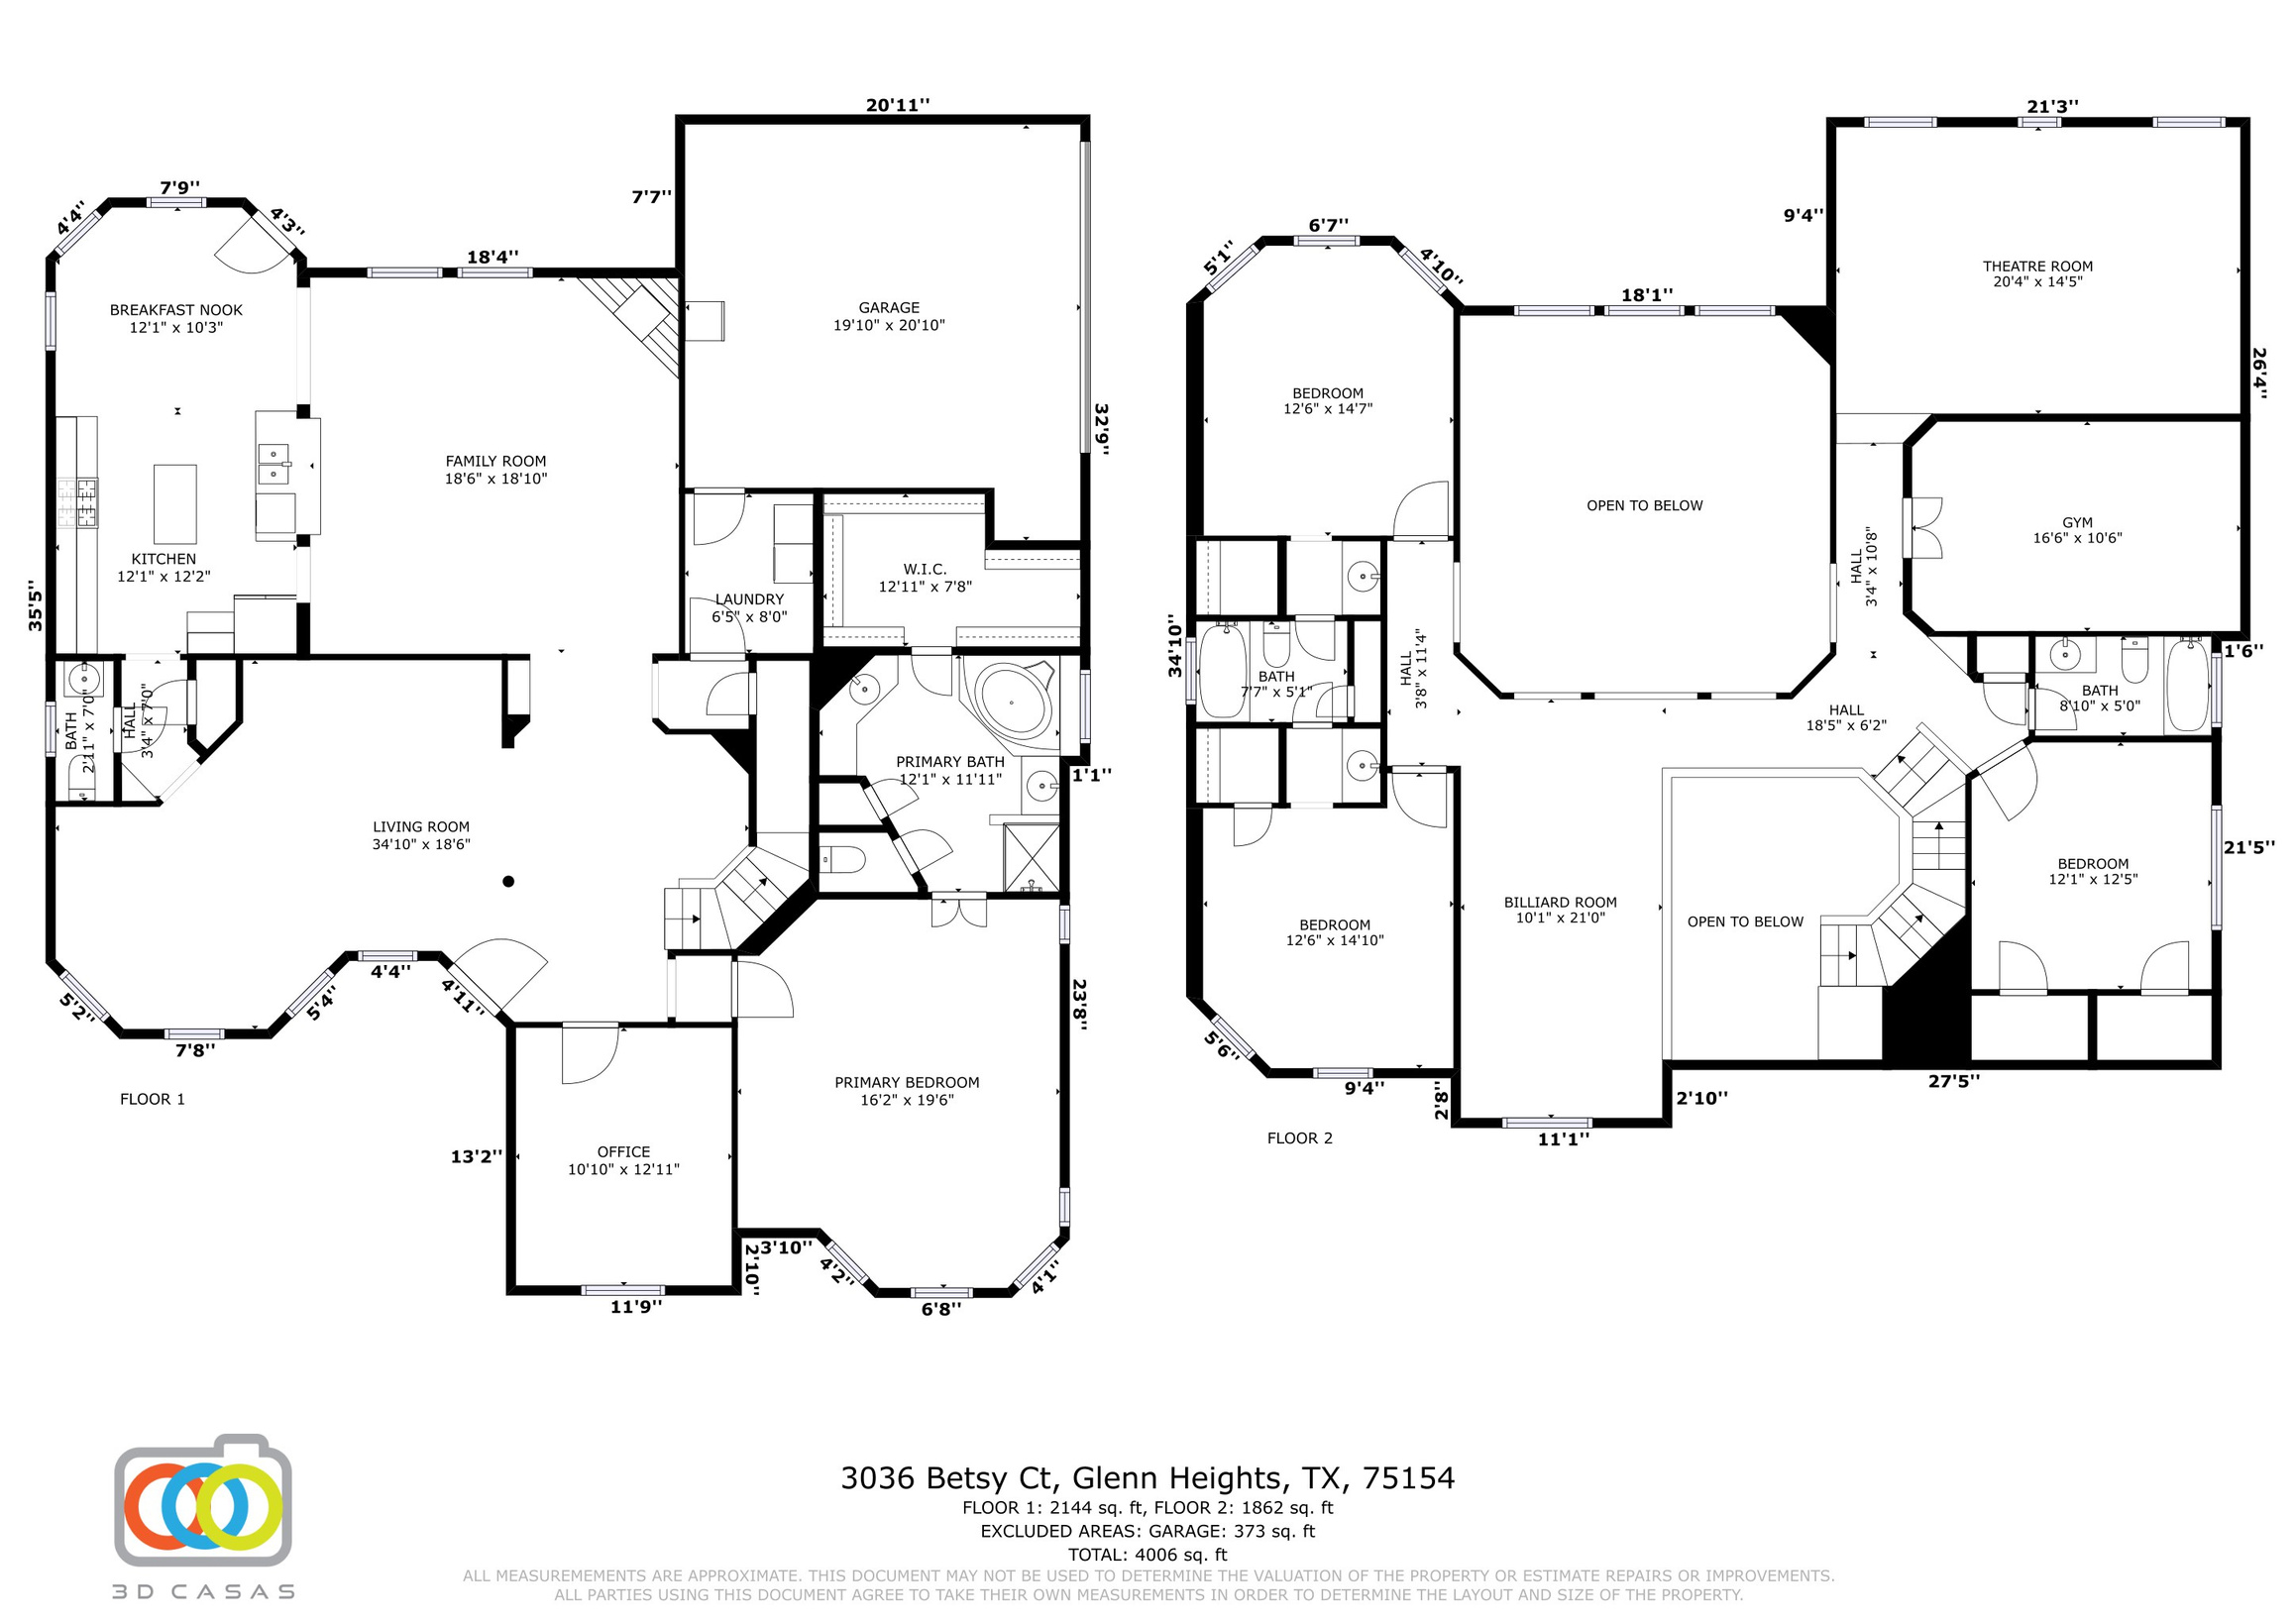 20'11''
7'7''
7'9''
4'4''
4'3''
18'4''
BREAKFAST NOOK
12'1" x 10'3"
GARAGE
19'10" x 20'10"
32'9''
FAMILY ROOM
18'6" x 18'10"
KITCHEN
12'1" x 12'2"
35'5''
LAUNDRY
6'5" x 8'0"
W.I.C.
12'11" x 7'8"
BATH
2'11" x 7'0"
HALL
3'4" x 7'0"
PRIMARY BATH
12'1" x 11'11"
1'1''
LIVING ROOM
34'10" x 18'6"
5'2''
7'8''
5'4''
4'4''
4'11''
23'8''
PRIMARY BEDROOM
16'2" x 19'6"
OFFICE
10'10" x 12'11"
13'2''
11'9''
2'10''
3'10''
4'2''
6'8''
4'1''
FLOOR 1
21'3''
9'4''
THEATRE ROOM
20'4" x 14'5"
26'4''
6'7''
5'1''
4'10''
18'1''
BEDROOM
12'6" x 14'7"
OPEN TO BELOW
GYM
16'6" x 10'6"
HALL
3'4" x 10'8"
34'10''
BATH
7'7" x 5'1"
HALL
3'8" x 11'4"
HALL
18'5" x 6'2"
BATH
8'10" x 5'0"
1'6''
BEDROOM
12'1" x 12'5"
21'5''
BILLIARD ROOM
10'1" x 21'0"
OPEN TO BELOW
BEDROOM
12'6" x 14'10"
5'6''
9'4''
2'8''
11'1''
2'10''
27'5''
FLOOR 2
3036 Betsy Ct, Glenn Heights, TX, 75154
FLOOR 1: 2144 sq. ft, FLOOR 2: 1862 sq. ft
EXCLUDED AREAS: GARAGE: 373 sq. ft
TOTAL: 4006 sq. ft
ALL MEASUREMEMENTS ARE APPROXIMATE. THIS DOCUMENT MAY NOT BE USED TO DETERMINE THE VALUATION OF THE PROPERTY OR ESTIMATE REPAIRS OR IMPROVEMENTS.
ALL PARTIES USING THIS DOCUMENT AGREE TO TAKE THEIR OWN MEASUREMENTS IN ORDER TO DETERMINE THE LAYOUT AND SIZE OF THE PROPERTY.
3D CASAS